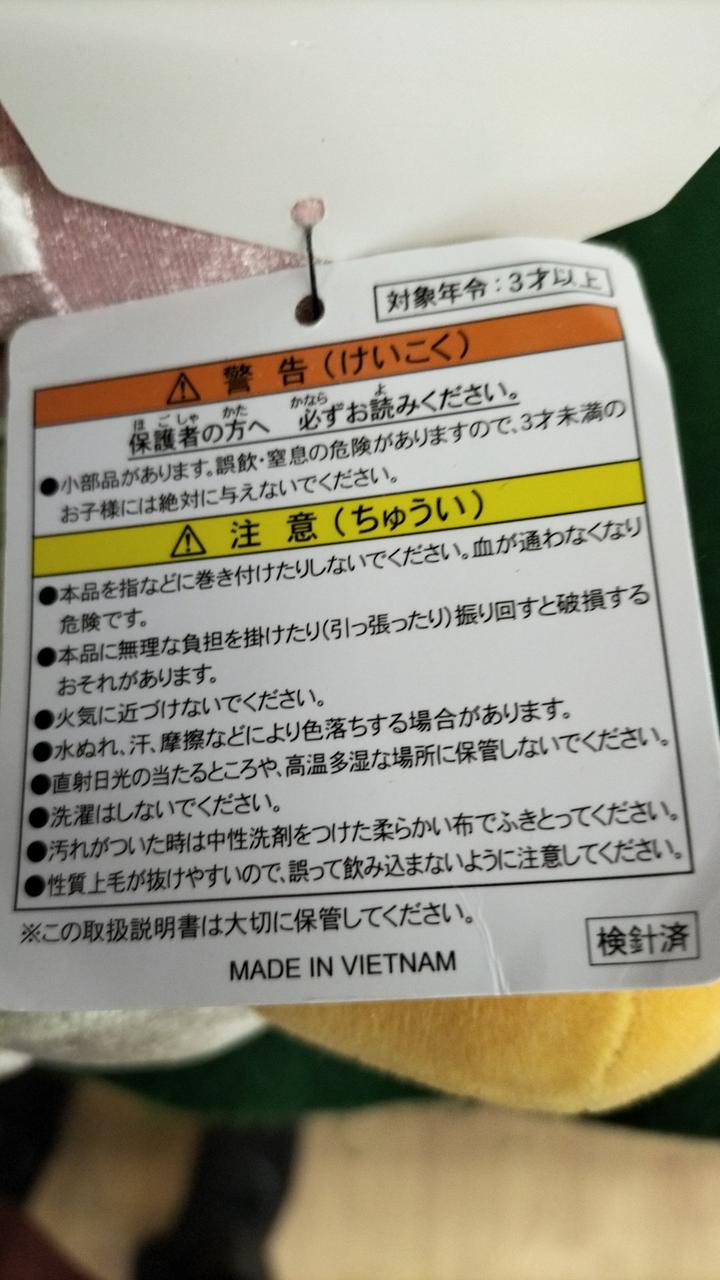 対象年令:3才以上
⚠ 警告(けいこく)
ほごしゃ かた かなら よ
保護者の方へ 必ずお読みください。
●小部品があります。誤飲・窒息の危険がありますので、3才未満の
お子様には絶対に与えないでください。
⚠ 注意(ちゅうい)
●本品を指などに巻き付けたりしないでください。血が通わなくなり
危険です。
●本品に無理な負担を掛けたり(引っ張ったり)振り回すと破損する
おそれがあります。
●火気に近づけないでください。
●水ぬれ、汗、摩擦などにより色落ちする場合があります。
●直射日光の当たるところや、高温多湿な場所に保管しないでください。
●洗濯はしないでください。
●汚れがついた時は中性洗剤をつけた柔らかい布でふきとってください。
●性質上毛が抜けやすいので、誤って飲み込まないように注意してください。
※この取扱説明書は大切に保管してください。
検針済
MADE IN VIETNAM